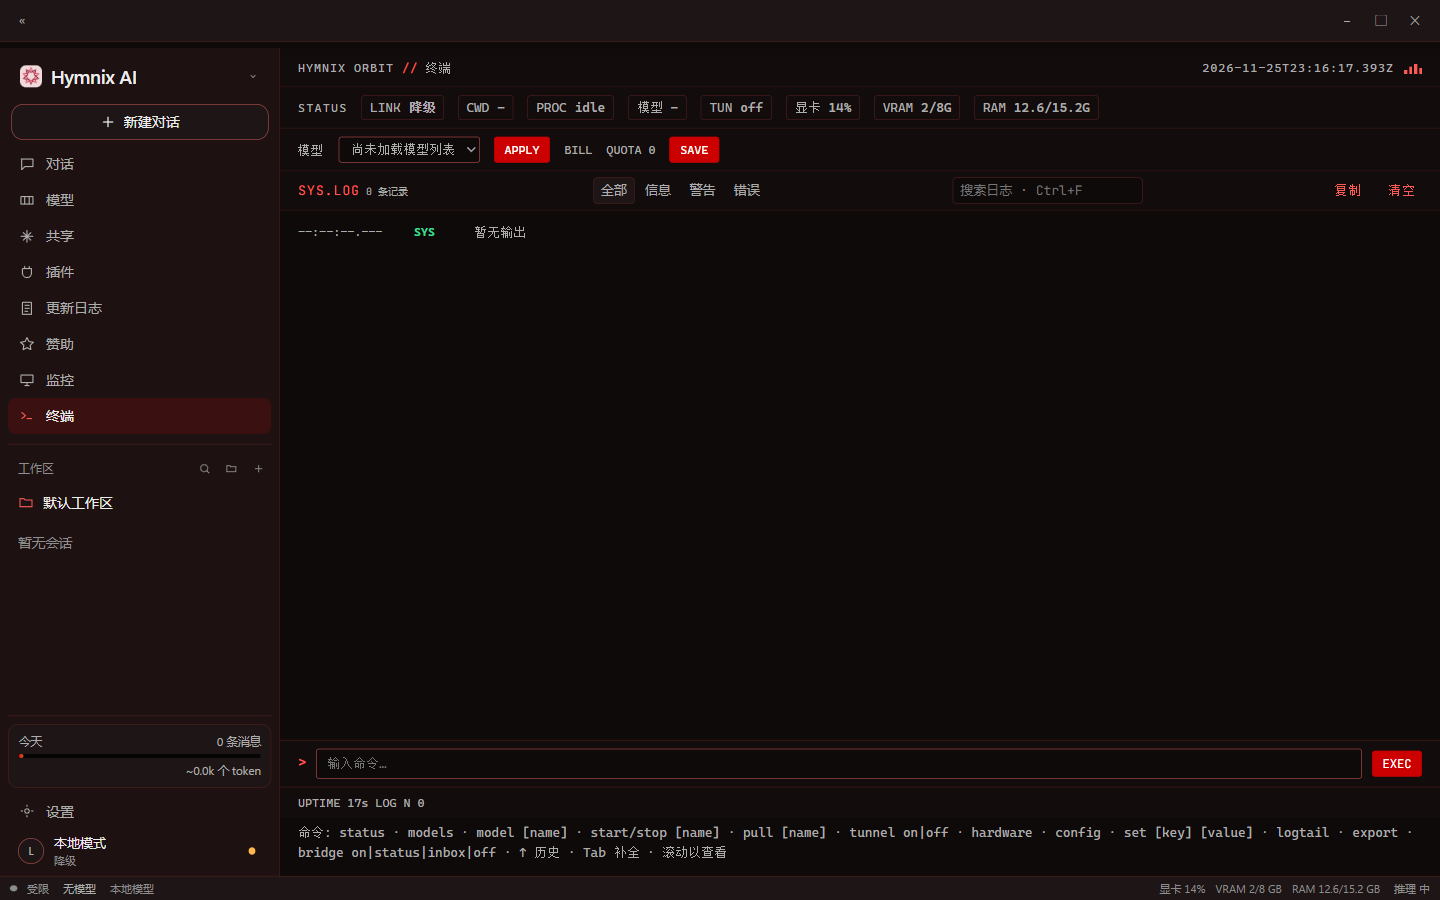 «
Hymnix AI
+ 新建对话
对话
模型
共享
插件
更新日志
赞助
监控
>_ 终端
工作区
默认工作区
暂无会话
今天 0 条消息
~0.0k 个 token
设置
L 本地模式
降级
HYMNIX ORBIT // 终端 2026-11-25T23:16:17.393Z
STATUS LINK 降级 CWD — PROC idle 模型 — TUN off 显卡 14% VRAM 2/8G RAM 12.6/15.2G
模型 尚未加载模型列表 APPLY BILL QUOTA 0 SAVE
SYS.LOG 0 条记录 全部 信息 警告 错误 搜索日志 · Ctrl+F 复制 清空
--:--:--.--- SYS 暂无输出
> 输入命令… EXEC
UPTIME 17s LOG N 0
命令: status · models · model [name] · start/stop [name] · pull [name] · tunnel on|off · hardware · config · set [key] [value] · logtail · export ·
bridge on|status|inbox|off · ↑ 历史 · Tab 补全 · 滚动以查看
受限 无模型 本地模型 显卡 14% VRAM 2/8 GB RAM 12.6/15.2 GB 推理 中